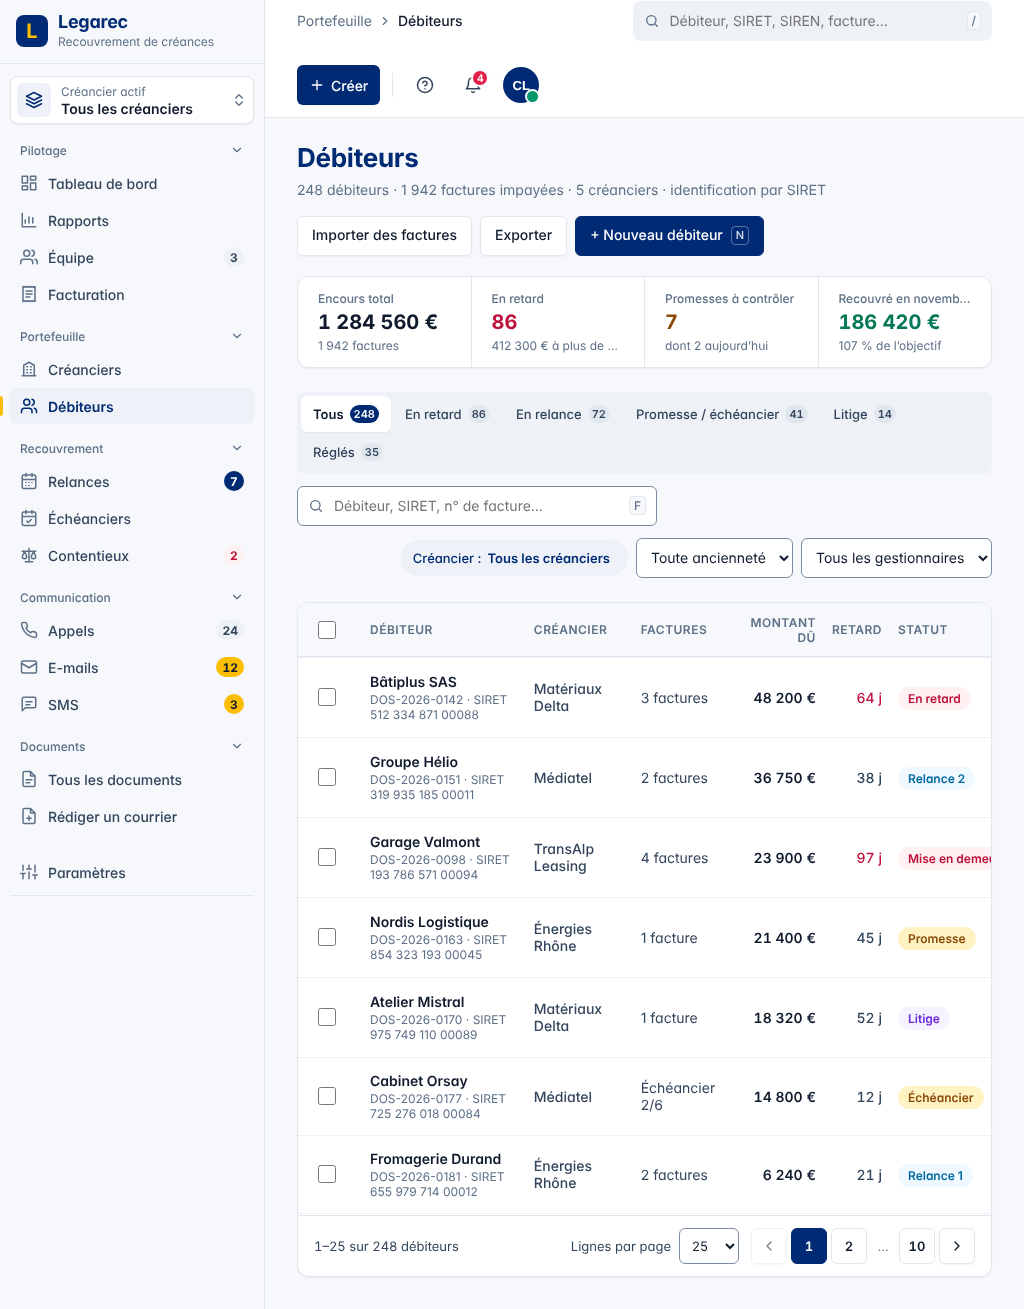 L
Legarec
Recouvrement de créances
Créancier actif
Tous les créanciers
Pilotage
Tableau de bord
Rapports
Équipe 3
Facturation
Portefeuille
Créanciers
Débiteurs
Recouvrement
Relances 7
Échéanciers
Contentieux 2
Communication
Appels 24
E-mails 12
SMS 3
Documents
Tous les documents
Rédiger un courrier
Paramètres
Portefeuille > Débiteurs
Débiteur, SIRET, SIREN, facture... /
+ Créer
4
CL
Débiteurs
248 débiteurs · 1 942 factures impayées · 5 créanciers · identification par SIRET
Importer des factures
Exporter
+ Nouveau débiteur N
Encours total
1 284 560 €
1 942 factures
En retard
86
412 300 € à plus de ...
Promesses à contrôler
7
dont 2 aujourd’hui
Recouvré en novemb...
186 420 €
107 % de l’objectif
Tous 248 En retard 86 En relance 72 Promesse / échéancier 41 Litige 14
Réglés 35
Débiteur, SIRET, n° de facture... F
Créancier : Tous les créanciers Toute ancienneté Tous les gestionnaires
DÉBITEUR CRÉANCIER FACTURES MONTANT DÛ RETARD STATUT
Bâtiplus SAS
DOS-2026-0142 · SIRET
512 334 871 00088
Matériaux
Delta
3 factures 48 200 € 64 j En retard
Groupe Hélio
DOS-2026-0151 · SIRET
319 935 185 00011
Médiatel 2 factures 36 750 € 38 j Relance 2
Garage Valmont
DOS-2026-0098 · SIRET
193 786 571 00094
TransAlp
Leasing
4 factures 23 900 € 97 j Mise en demeu
Nordis Logistique
DOS-2026-0163 · SIRET
854 323 193 00045
Énergies
Rhône
1 facture 21 400 € 45 j Promesse
Atelier Mistral
DOS-2026-0170 · SIRET
975 749 110 00089
Matériaux
Delta
1 facture 18 320 € 52 j Litige
Cabinet Orsay
DOS-2026-0177 · SIRET
725 276 018 00084
Médiatel
Échéancier
2/6
14 800 € 12 j Échéancier
Fromagerie Durand
DOS-2026-0181 · SIRET
655 979 714 00012
Énergies
Rhône
2 factures 6 240 € 21 j Relance 1
1–25 sur 248 débiteurs Lignes par page 25 1 2 ... 10